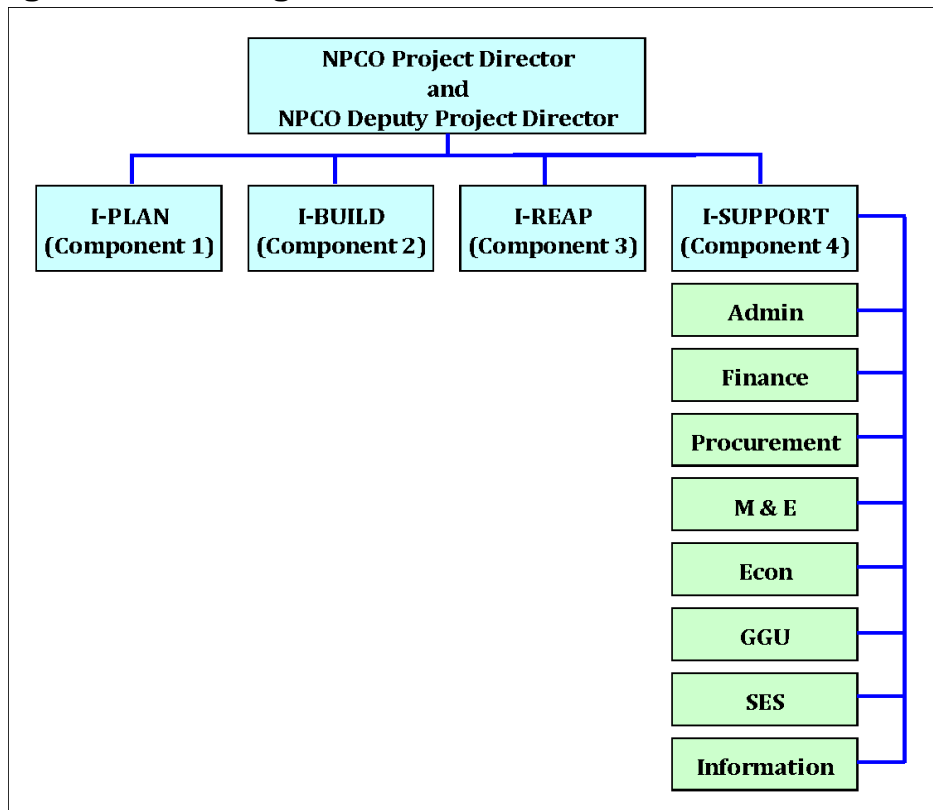 NPCO Project Director
and
NPCO Deputy Project Director
I-PLAN
(Component 1)
I-BUILD
(Component 2)
I-REAP
(Component 3)
I-SUPPORT
(Component 4)
Admin
Finance
Procurement
M & E
Econ
GGU
SES
Information